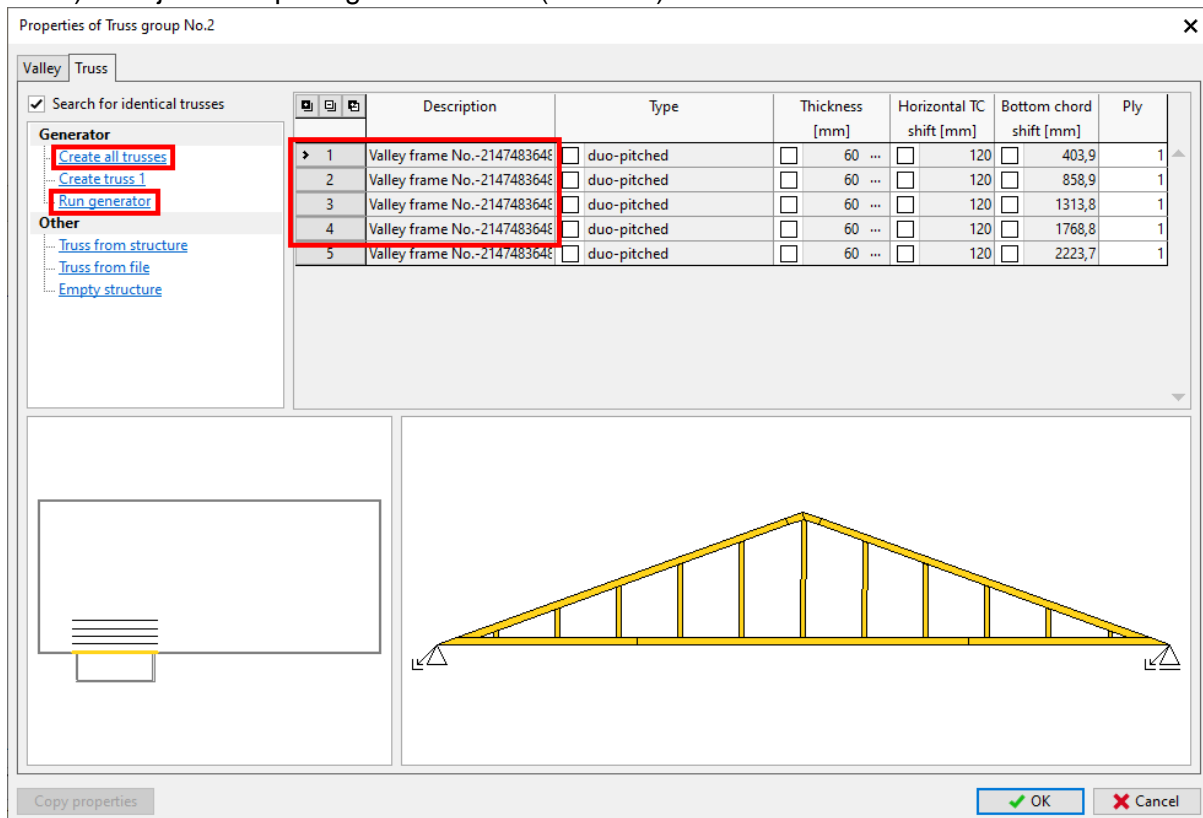 Properties of Truss group No.2
Valley Truss
Search for identical trusses
Generator
Create all trusses
Create truss 1
Run generator
Other
Truss from structure
Truss from file
Empty structure
Description Type Thickness [mm] Horizontal TC shift [mm] Bottom chord shift [mm] Ply
1 Valley frame No.-2147483648 duo-pitched 60 ... 120 403,9 1
2 Valley frame No.-2147483648 duo-pitched 60 ... 120 858,9 1
3 Valley frame No.-2147483648 duo-pitched 60 ... 120 1313,8 1
4 Valley frame No.-2147483648 duo-pitched 60 ... 120 1768,8 1
5 Valley frame No.-2147483648 duo-pitched 60 ... 120 2223,7 1
Copy properties
OK Cancel